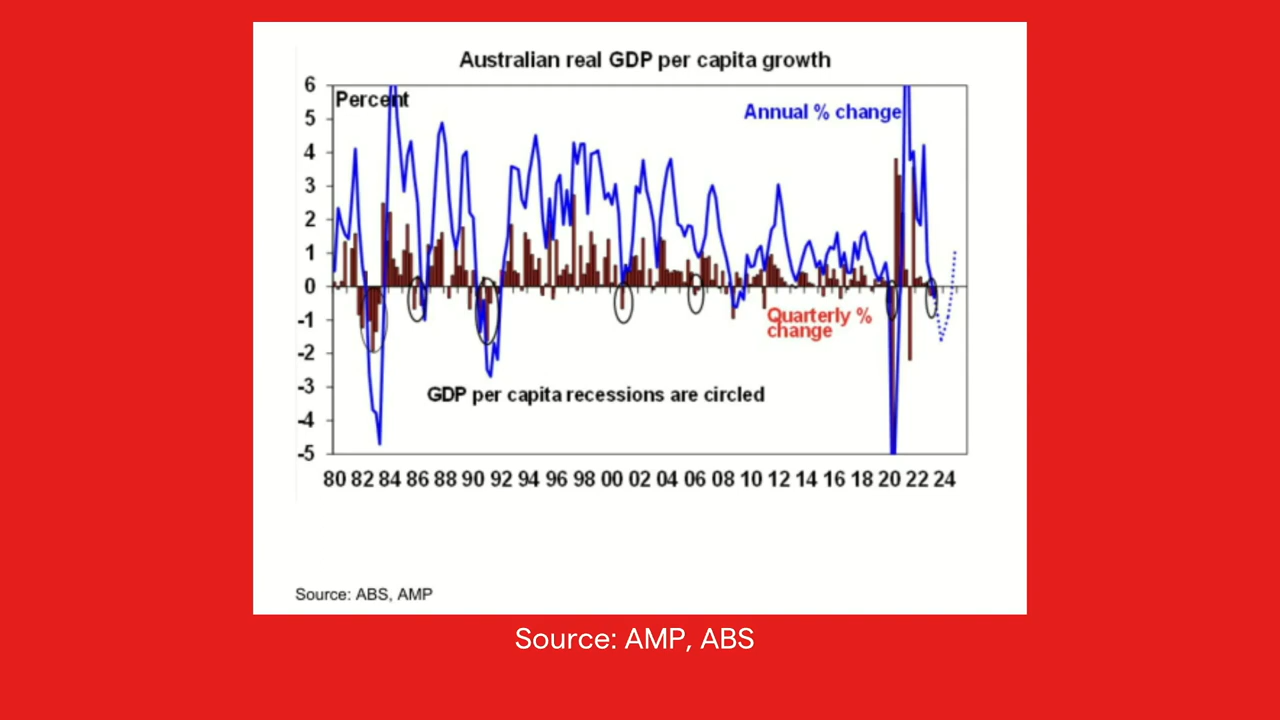 Australian real GDP per capita growth
6
Percent
Annual % change
5
4
3
2
1
0
Quarterly %
change
-1
-2
-3
GDP per capita recessions are circled
-4
-5
80 82 84 86 88 90 92 94 96 98 00 02 04 06 08 10 12 14 16 18 20 22 24
Source: ABS, AMP
Source: AMP, ABS